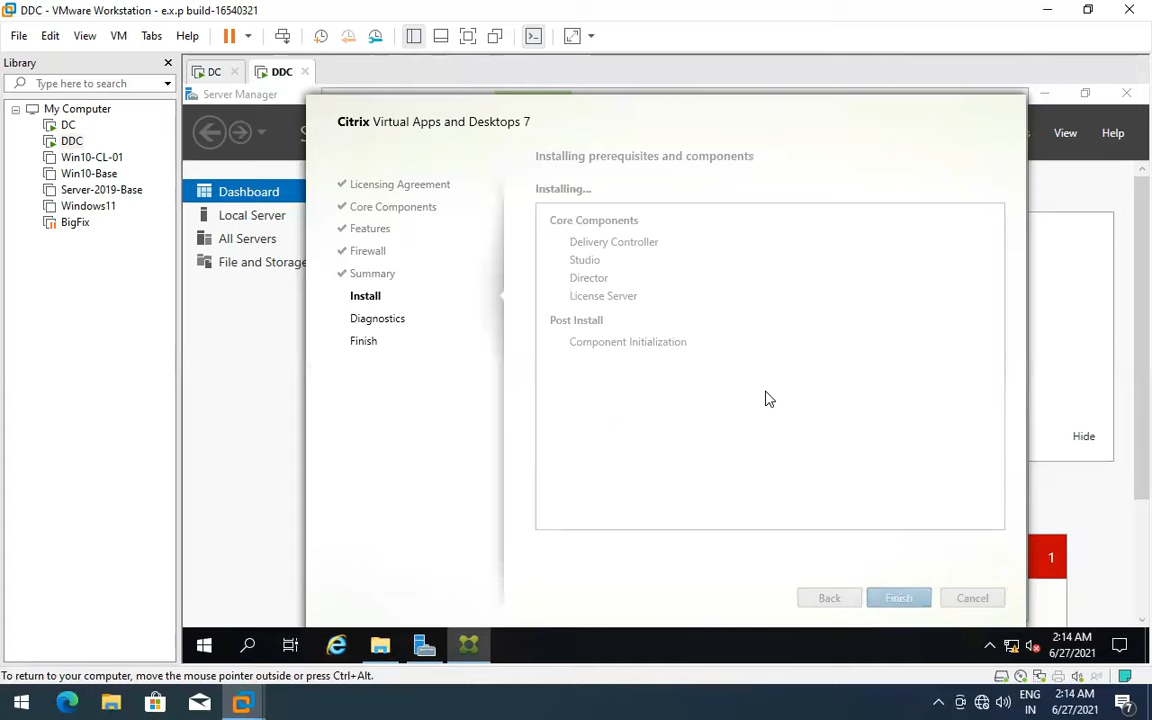 DDC - VMware Workstation - e.x.p build-16540321
File Edit View VM Tabs Help
Library
Type here to search
My Computer
DC
DDC
Win10-CL-01
Win10-Base
Server-2019-Base
Windows11
BigFix
DC
DDC
Server Manager
View Help
Dashboard
Local Server
All Servers
File and Storage
Hide
1
Citrix Virtual Apps and Desktops 7
Licensing Agreement
Core Components
Features
Firewall
Summary
Install
Diagnostics
Finish
Installing prerequisites and components
Installing...
Core Components
Delivery Controller
Studio
Director
License Server
Post Install
Component Initialization
Back Finish Cancel
2:14 AM
6/27/2021
To return to your computer, move the mouse pointer outside or press Ctrl+Alt.
ENG
IN
2:14 AM
6/27/2021
7